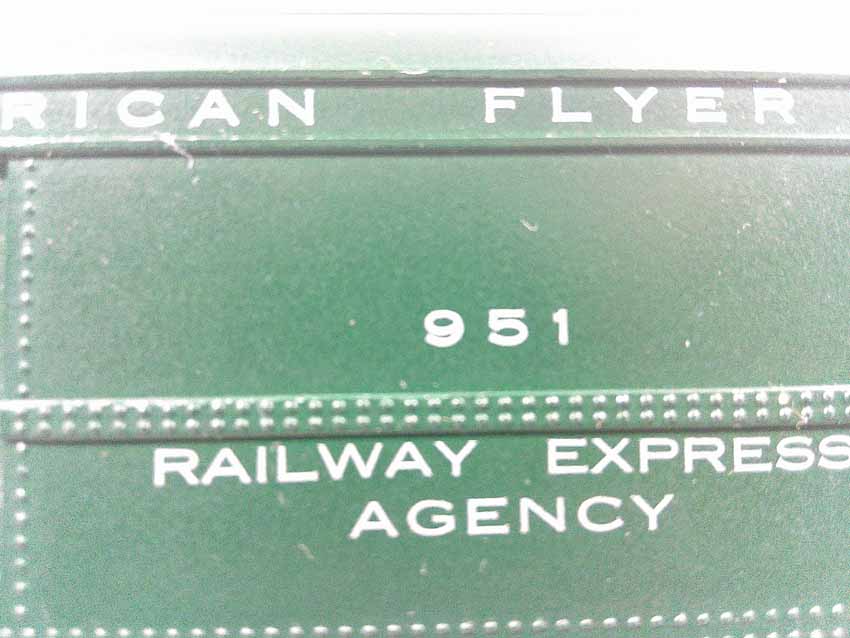 RICAN FLYER
951
RAILWAY EXPRESS
AGENCY